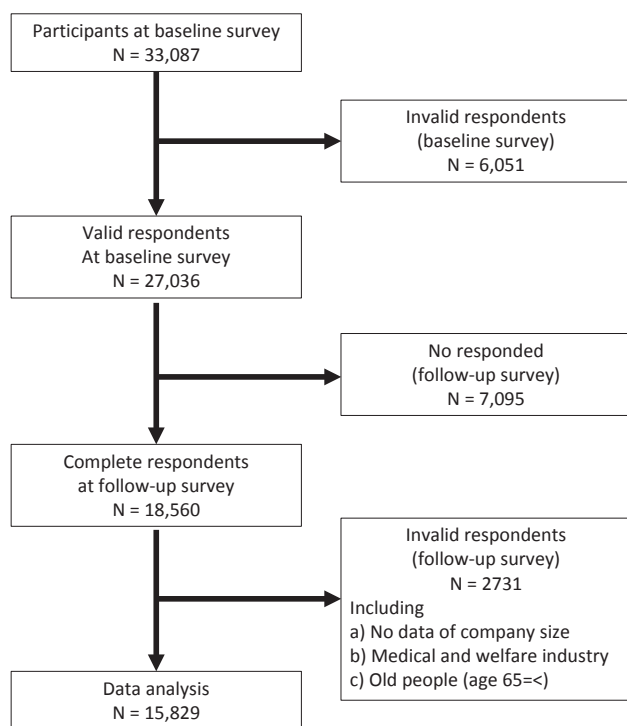 Participants at baseline survey
N = 33,087
Invalid respondents
(baseline survey)
N = 6,051
Valid respondents
At baseline survey
N = 27,036
No responded
(follow-up survey)
N = 7,095
Complete respondents
at follow-up survey
N = 18,560
Invalid respondents
(follow-up survey)
N = 2731
Including
a) No data of company size
b) Medical and welfare industry
c) Old people (age 65=<)
Data analysis
N = 15,829